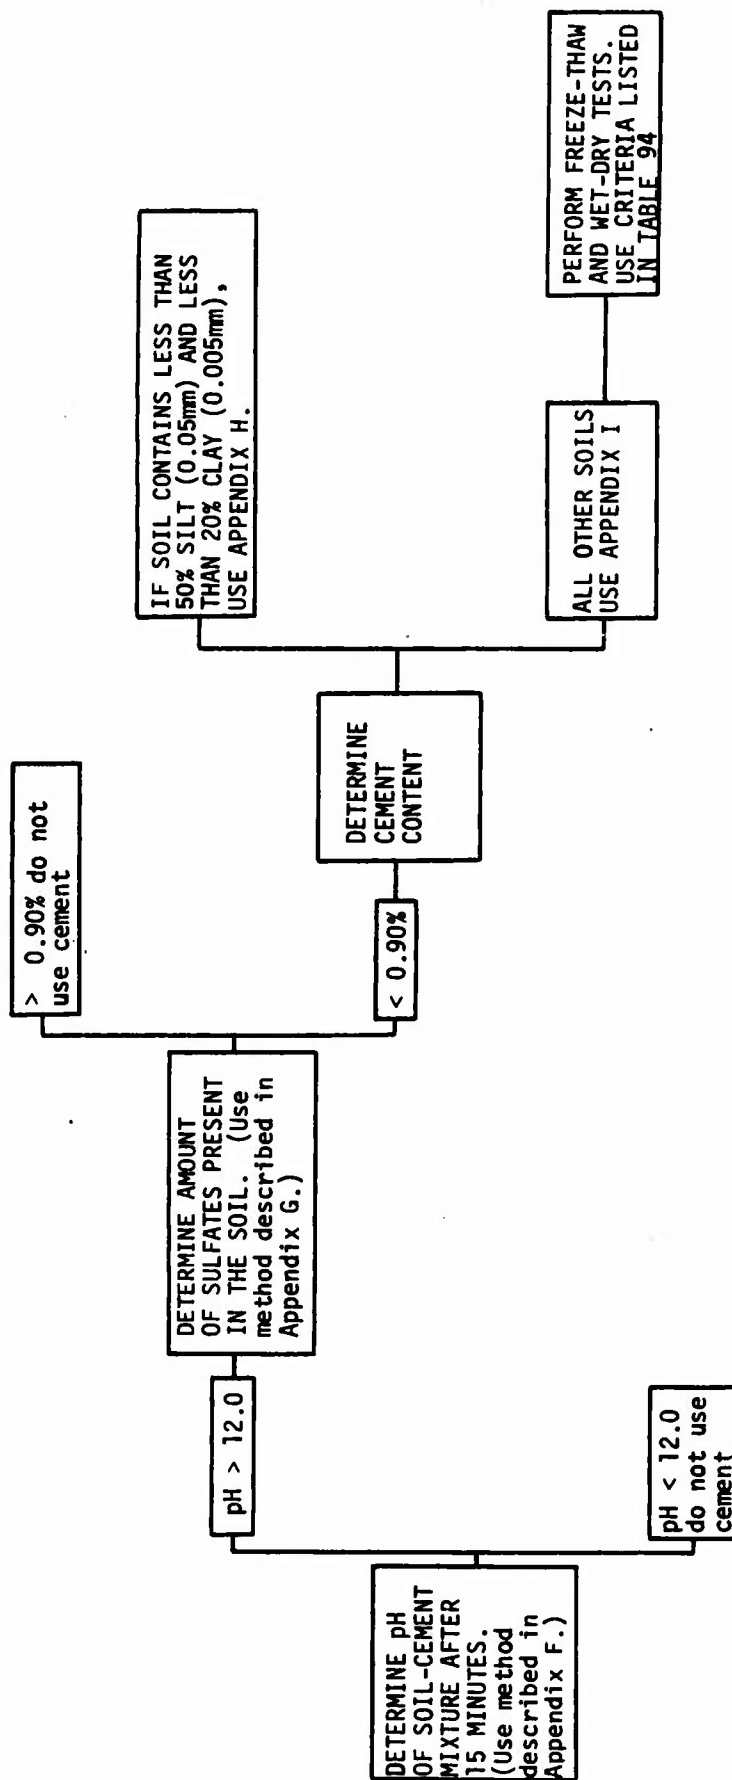 DETERMINE pH
OF SOIL-CEMENT
MIXTURE AFTER
15 MINUTES.
(Use method
described in
Appendix F.)
pH > 12.0
pH < 12.0
do not use
cement
DETERMINE AMOUNT
OF SULFATES PRESENT
IN THE SOIL. (Use
method described in
Appendix G.)
> 0.90% do not
use cement
< 0.90%
DETERMINE
CEMENT
CONTENT
IF SOIL CONTAINS LESS THAN
50% SILT (0.05mm) AND LESS
THAN 20% CLAY (0.005mm),
USE APPENDIX H.
ALL OTHER SOILS
USE APPENDIX I
PERFORM FREEZE-THAW
AND WET-DRY TESTS.
USE CRITERIA LISTED
IN TABLE 94